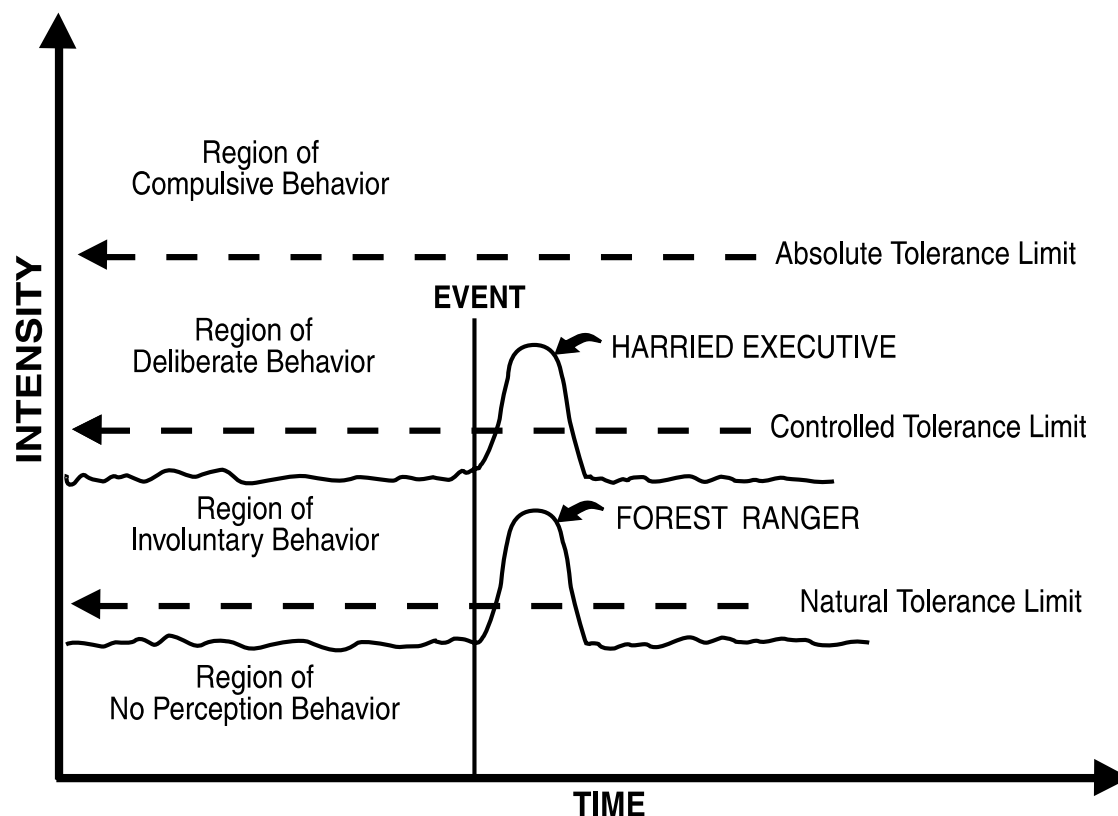 Region of
Compulsive Behavior
Absolute Tolerance Limit
EVENT
Region of
Deliberate Behavior
HARRIED EXECUTIVE
INTENSITY
Controlled Tolerance Limit
Region of
Involuntary Behavior
FOREST RANGER
Natural Tolerance Limit
Region of
No Perception Behavior
TIME